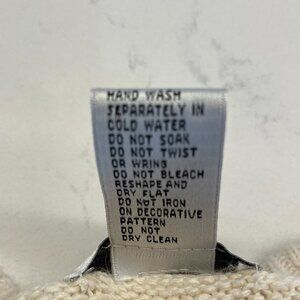 HAND WASH
SEPARATELY IN
COLD WATER
DO NOT SOAK
DO NOT TWIST
OR WRING
DO NOT BLEACH
RESHAPE AND
DRY FLAT
DO NOT IRON
ON DECORATIVE
PATTERN
DO NOT
DRY CLEAN